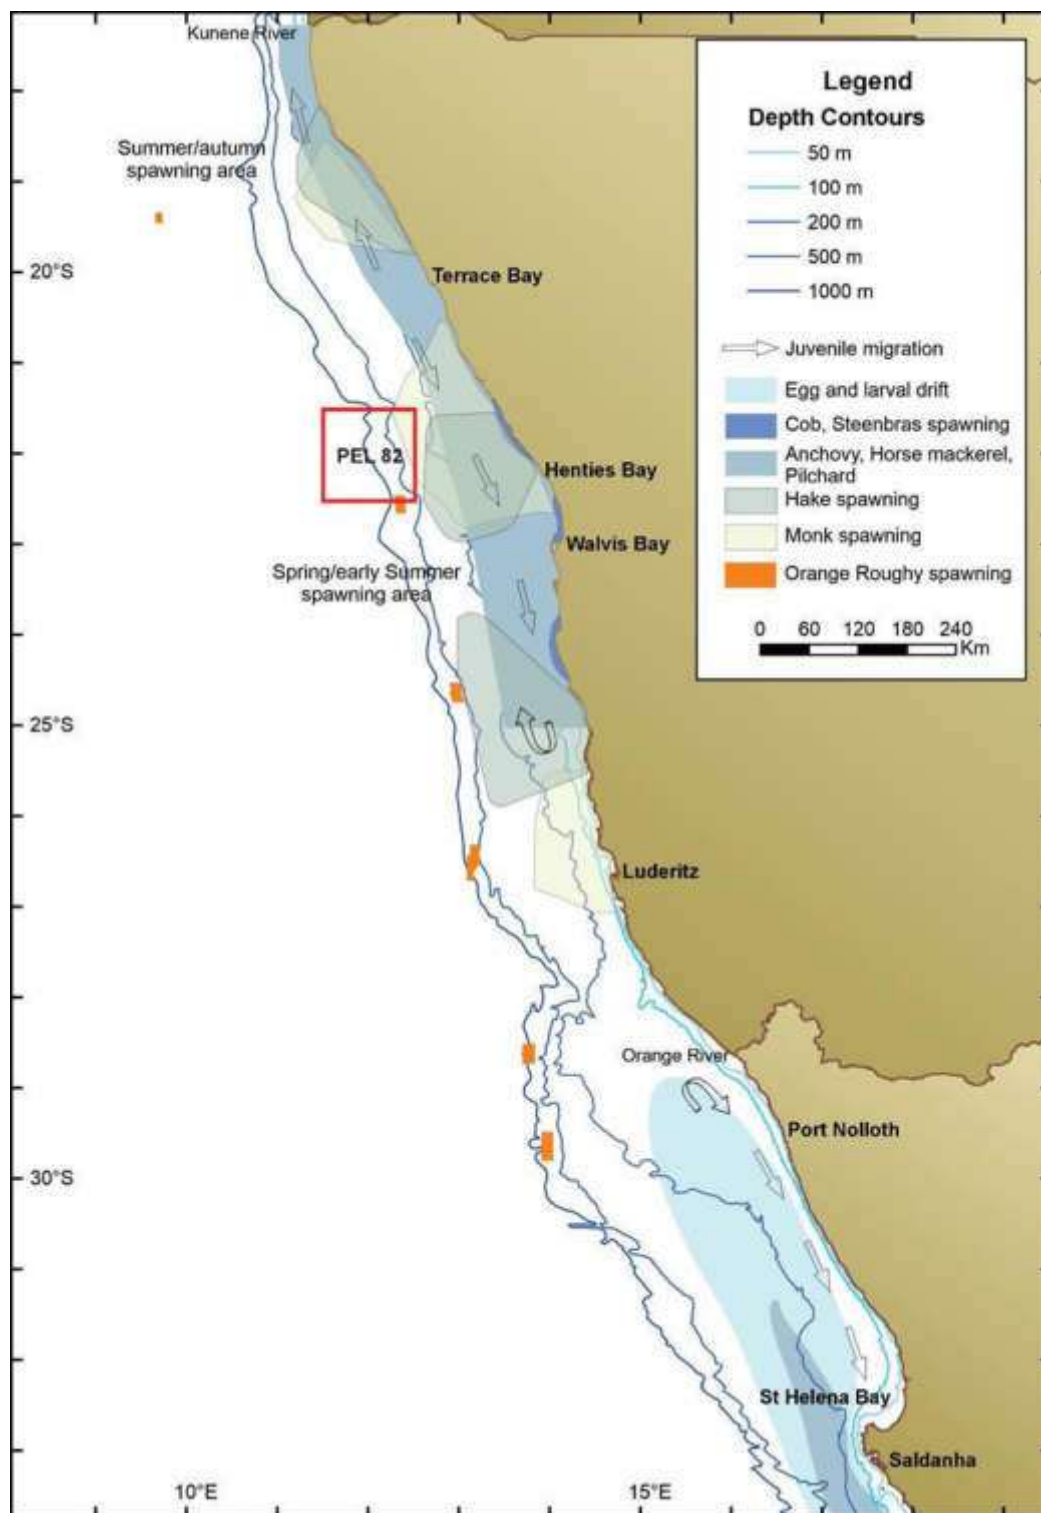 Kunene River
Summer/autumn
spawning area
20°S
Terrace Bay
PEL 82
Henties Bay
Walvis Bay
Spring/early Summer
spawning area
25°S
Luderitz
Orange River
Port Nolloth
30°S
St Helena Bay
Saldanha
10°E
15°E
Legend
Depth Contours
50 m
100 m
200 m
500 m
1000 m
Juvenile migration
Egg and larval drift
Cob, Steenbras spawning
Anchovy, Horse mackerel,
Pilchard
Hake spawning
Monk spawning
Orange Roughy spawning
0 60 120 180 240
Km